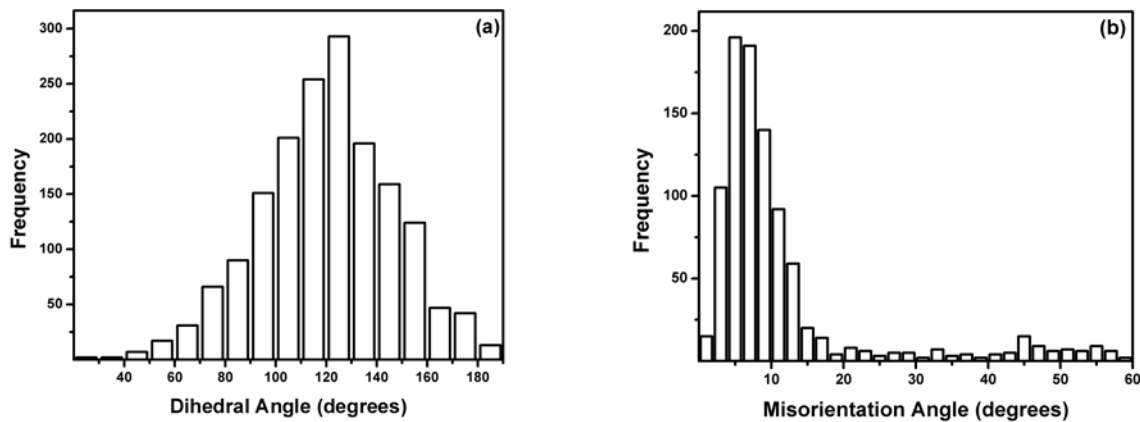 (a)
300
250
200
150
100
50
Frequency
40 60 80 100 120 140 160 180
Dihedral Angle (degrees)
(b)
200
150
100
50
Frequency
10 20 30 40 50 60
Misorientation Angle (degrees)